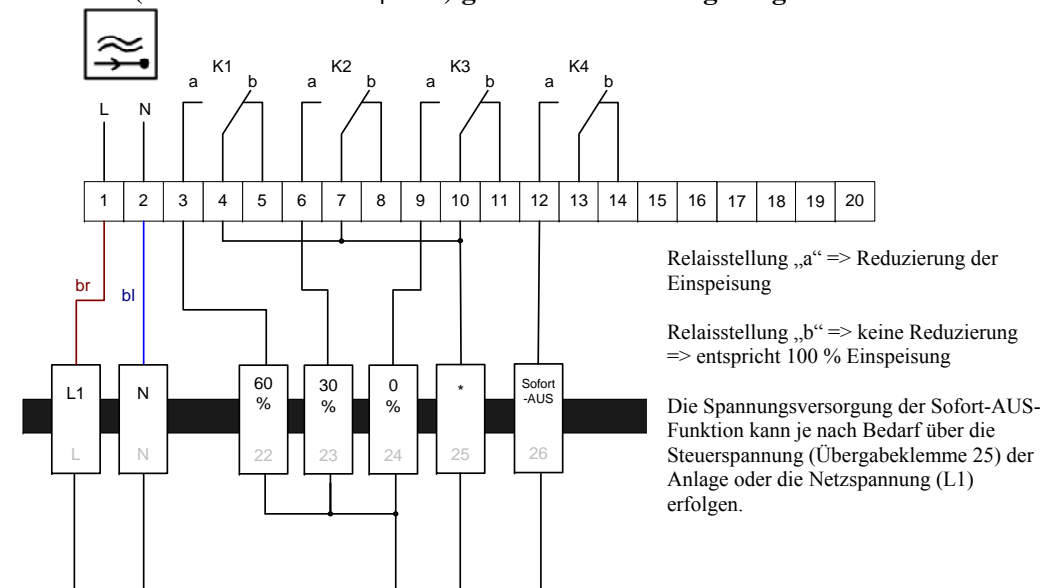 K1 K2 K3 K4
a b a b a b a b
L N
1 2 3 4 5 6 7 8 9 10 11 12 13 14 15 16 17 18 19 20
br
bl
Relaisstellung „a“ => Reduzierung der
Einspeisung
Relaisstellung „b“ => keine Reduzierung
=> entspricht 100 % Einspeisung
Die Spannungsversorgung der Sofort-AUS-
Funktion kann je nach Bedarf über die
Steuerspannung (Übergabeklemme 25) der
Anlage oder die Netzspannung (L1)
erfolgen.
L1 N 60 30 0 * Sofort
% % % -AUS
L N 22 23 24 25 26